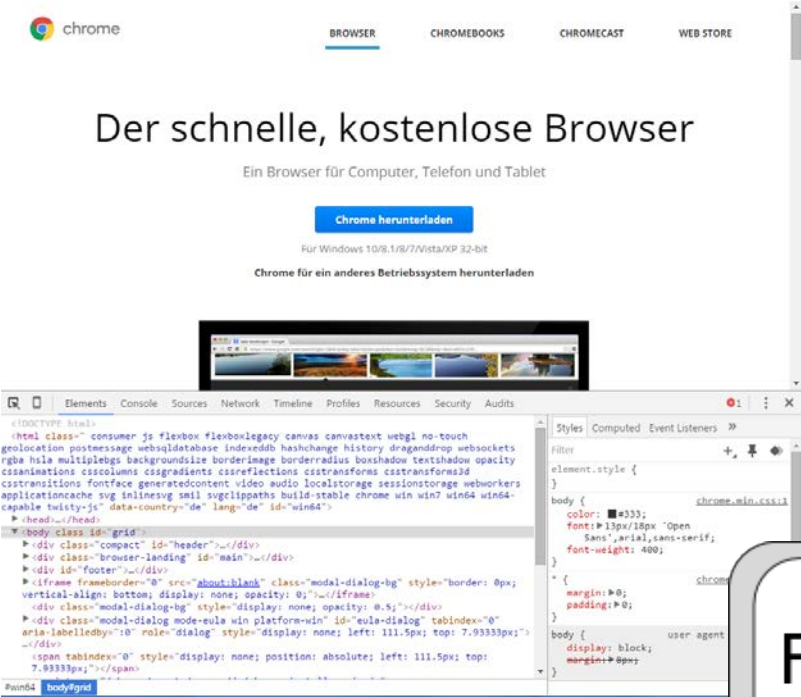 chrome
BROWSER CHROMEBOOKS CHROMECAST WEB STORE
Der schnelle, kostenlose Browser
Ein Browser für Computer, Telefon und Tablet
Chrome herunterladen
Für Windows 10/8.1/8/7/Vista/XP 32-bit
Chrome für ein anderes Betriebssystem herunterladen
Elements Console Sources Network Timeline Profiles Resources Security Audits
1
<!DOCTYPE html>
<html class=" consumer js flexbox flexboxlegacy canvas canvastext webgl no-touch
geolocation postmessage websqldatabase indexeddb hashchange history draganddrop websockets
rgba hsla multiplebgs backgroundsize borderimage borderradius boxshadow textshadow opacity
cssanimations csscolumns cssgradients cssreflections csstransforms csstransforms3d
csstransitions fontface generatedcontent video audio localstorage sessionstorage webworkers
applicationcache svg inlinesvg smil svgclippaths build-stable chrome win win7 win64 win64-
capable twisty-js" data-country="de" lang="de" id="win64">
<head>…</head>
<body class id="grid">
<div class="compact" id="header">…</div>
<div class="browser-landing" id="main">…</div>
<div id="footer">…</div>
<iframe frameborder="0" src="about:blank" class="modal-dialog-bg" style="border: 0px;
vertical-align: bottom; display: none; opacity: 0;">…</iframe>
<div class="modal-dialog-bg" style="display: none; opacity: 0.5;"></div>
<div class="modal-dialog mode-eula win platform-win" id="eula-dialog" tabindex="0"
aria-labelledby=":0" role="dialog" style="display: none; left: 111.5px; top: 7.93333px;">
…</div>
<span tabindex="0" style="display: none; position: absolute; left: 111.5px; top:
7.93333px;"></span>
#win64 body#grid
Styles Computed Event Listeners »
Filter
element.style {
}
body { chrome.min.css:1
color: #333;
font: 13px/18px 'Open
Sans',arial,sans-serif;
font-weight: 400;
}
* { chrome
margin: 0;
padding: 0;
}
body { user agent
display: block;
margin: 8px;
}
F